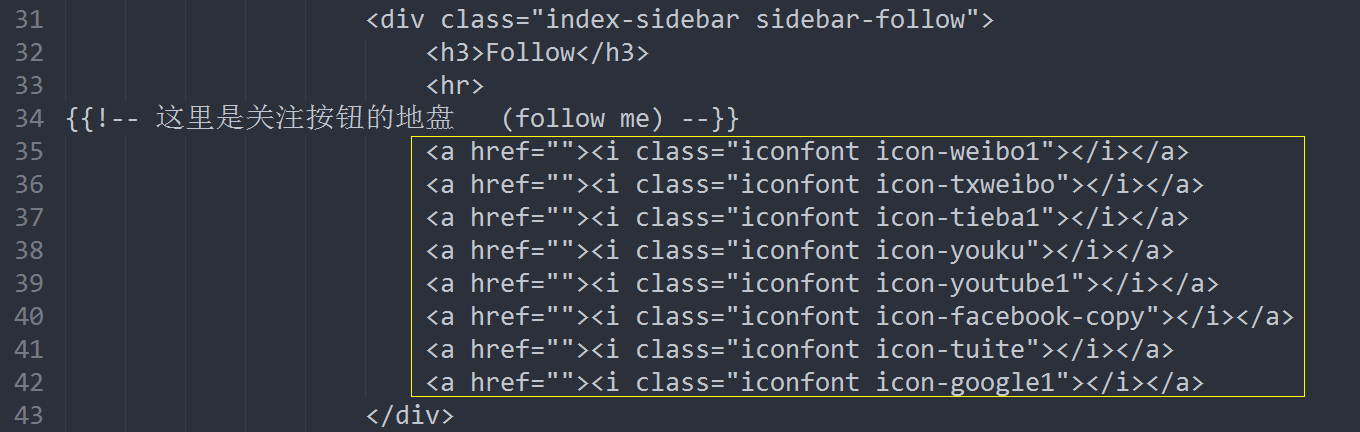 31 <div class="index-sidebar sidebar-follow">
32 <h3>Follow</h3>
33 <hr>
34 {{!-- 这里是关注按钮的地盘 (follow me) --}}
35 <a href=""><i class="iconfont icon-weibo1"></i></a>
36 <a href=""><i class="iconfont icon-txweibo"></i></a>
37 <a href=""><i class="iconfont icon-tieba1"></i></a>
38 <a href=""><i class="iconfont icon-youku"></i></a>
39 <a href=""><i class="iconfont icon-youtube1"></i></a>
40 <a href=""><i class="iconfont icon-facebook-copy"></i></a>
41 <a href=""><i class="iconfont icon-tuite"></i></a>
42 <a href=""><i class="iconfont icon-google1"></i></a>
43 </div>